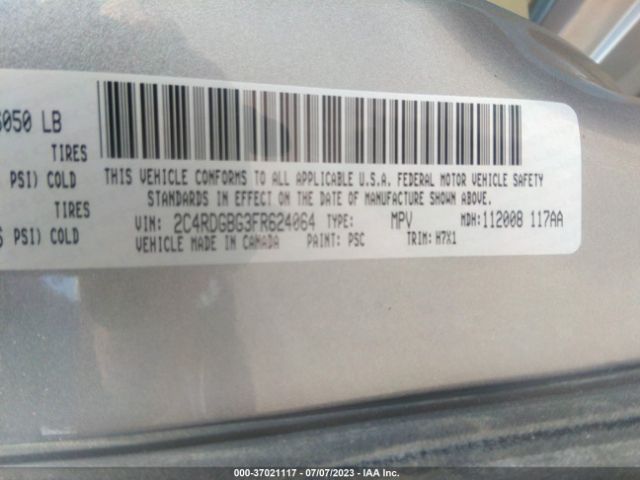 6050 LB
TIRES
PSI) COLD
TIRES
PSI) COLD
THIS VEHICLE CONFORMS TO ALL APPLICABLE U.S.A. FEDERAL MOTOR VEHICLE SAFETY
STANDARDS IN EFFECT ON THE DATE OF MANUFACTURE SHOWN ABOVE.
VIN: 2C4RDGBG3FR624064 TYPE: MPV MDH:112008 117AA
VEHICLE MADE IN CANADA PAINT: PSC TRIM: H7X1
000-37021117 - 07/07/2023 - IAA Inc.